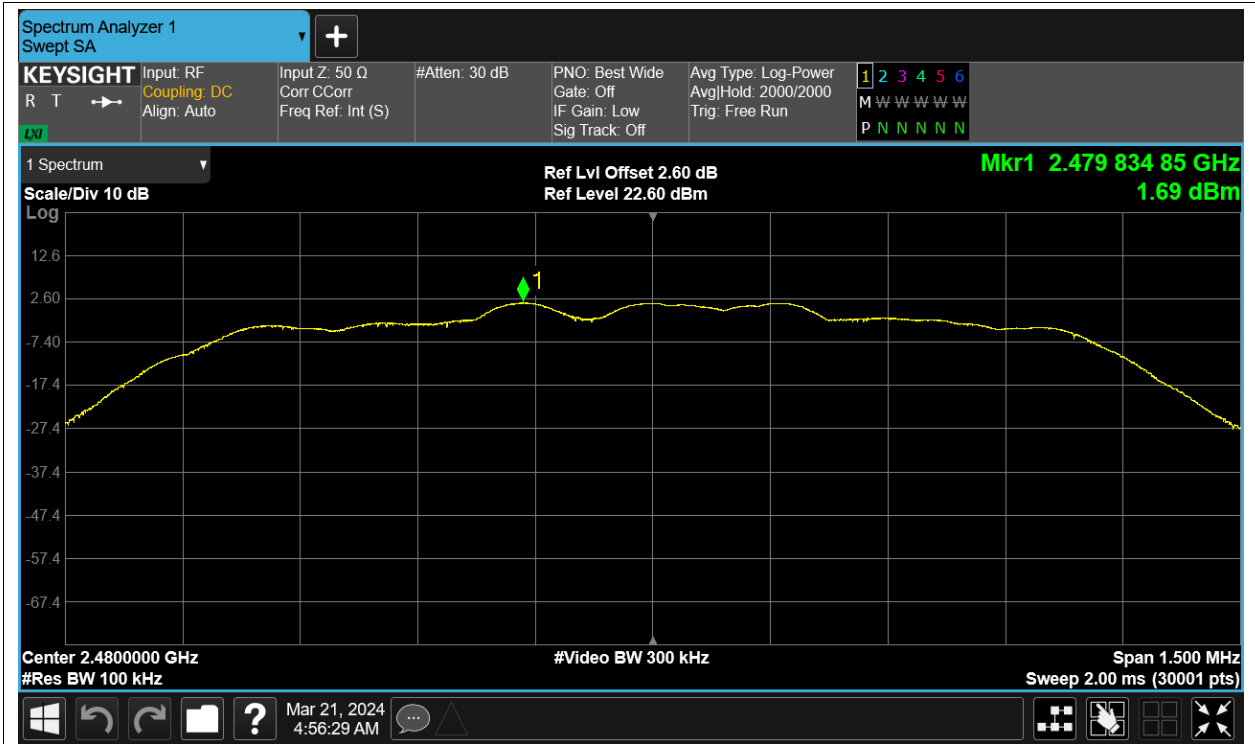 Spectrum Analyzer 1
Swept SA
+
KEYSIGHT
R T
LXI
Input: RF
Coupling: DC
Align: Auto
Input Z: 50 Ω
Corr CCorr
Freq Ref: Int (S)
#Atten: 30 dB
PNO: Best Wide
Gate: Off
IF Gain: Low
Sig Track: Off
Avg Type: Log-Power
Avg|Hold: 2000/2000
Trig: Free Run
1 2 3 4 5 6
M W W W W W
P N N N N N
1 Spectrum
Scale/Div 10 dB
Ref Lvl Offset 2.60 dB
Ref Level 22.60 dBm
Mkr1 2.479 834 85 GHz
1.69 dBm
Log
12.6
2.60
-7.40
-17.4
-27.4
-37.4
-47.4
-57.4
-67.4
1
Center 2.4800000 GHz
#Res BW 100 kHz
#Video BW 300 kHz
Span 1.500 MHz
Sweep 2.00 ms (30001 pts)
?
Mar 21, 2024
4:56:29 AM